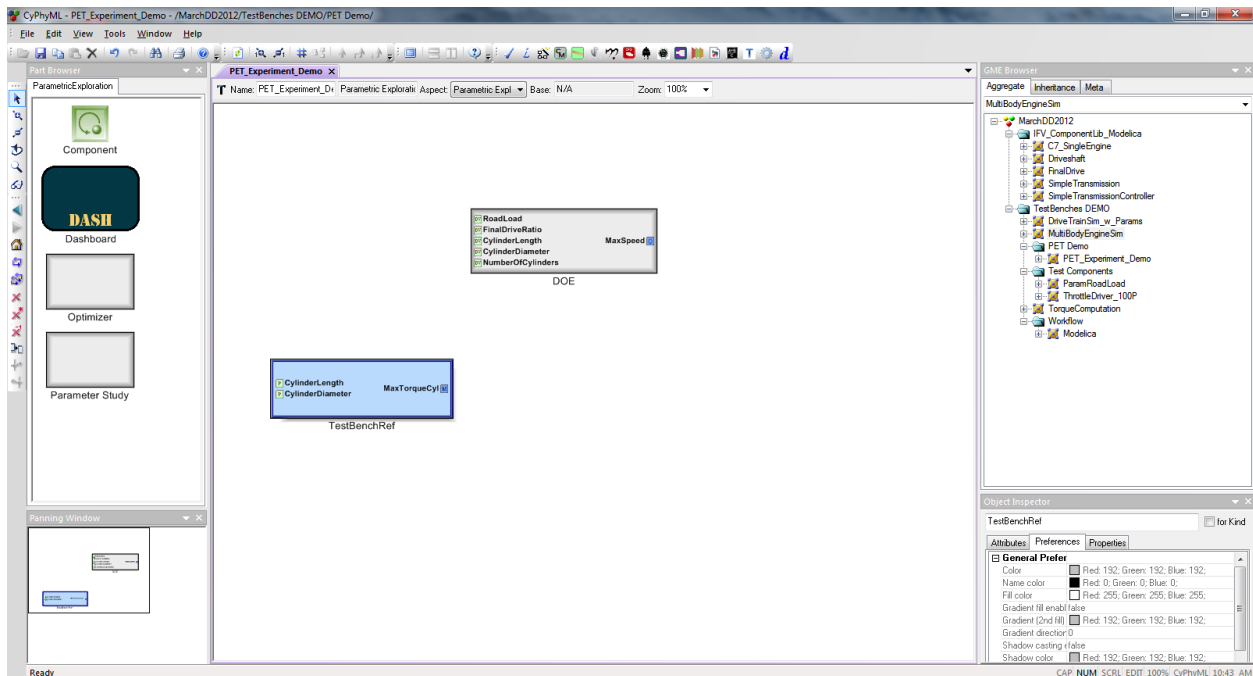 CyPhyML - PET_Experiment_Demo - /MarchDD2012/TestBenches DEMO/PET Demo/
File Edit View Tools Window Help
Part Browser
ParametricExploration
Component
DASH
Dashboard
Optimizer
Parameter Study
Panning Window
PET_Experiment_Demo
Name: PET_Experiment_De Parametric Exploratic Aspect: Parametric Expl Base: N/A Zoom: 100%
RoadLoad
FinalDriveRatio
CylinderLength MaxSpeed
CylinderDiameter
NumberOfCylinders
DOE
CylinderLength MaxTorqueCyl
CylinderDiameter
TestBenchRef
GME Browser
Aggregate Inheritance Meta
MultiBodyEngineSim
MarchDD2012
IFV_ComponentLib_Modelica
C7_SingleEngine
Driveshaft
FinalDrive
SimpleTransmission
SimpleTransmissionController
TestBenches DEMO
DriveTrainSim_w_Params
MultiBodyEngineSim
PET Demo
PET_Experiment_Demo
Test Components
ParamRoadLoad
ThrottleDriver_100P
TorqueComputation
Workflow
Modelica
Object Inspector
TestBenchRef for Kind
Attributes Preferences Properties
General Prefer
Color Red: 192; Green: 192; Blue: 192;
Name color Red: 0; Green: 0; Blue: 0;
Fill color Red: 255; Green: 255; Blue: 255;
Gradient fill enabl false
Gradient (2nd fill) Red: 192; Green: 192; Blue: 192;
Gradient direction 0
Shadow casting e false
Shadow color Red: 192; Green: 192; Blue: 192;
Ready CAP NUM SCRL EDIT 100% CyPhyML 10:43 AM